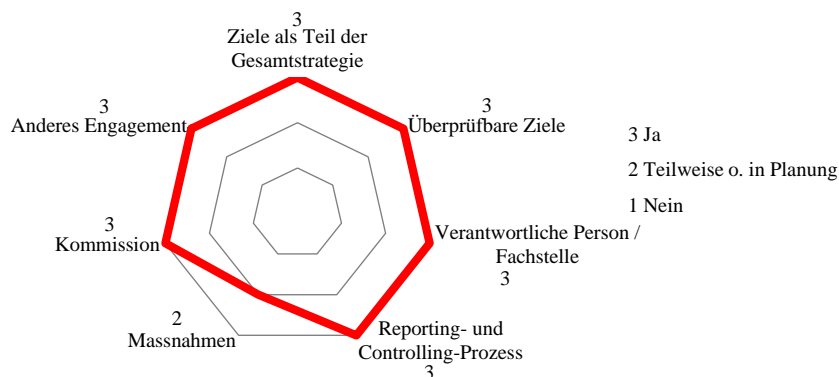 3
Ziele als Teil der
Gesamtstrategie
3
Überprüfbare Ziele
Verantwortliche Person /
Fachstelle
3
Reporting- und
Controlling-Prozess
3
2
Massnahmen
3
Kommission
3
Anderes Engagement
3 Ja
2 Teilweise o. in Planung
1 Nein